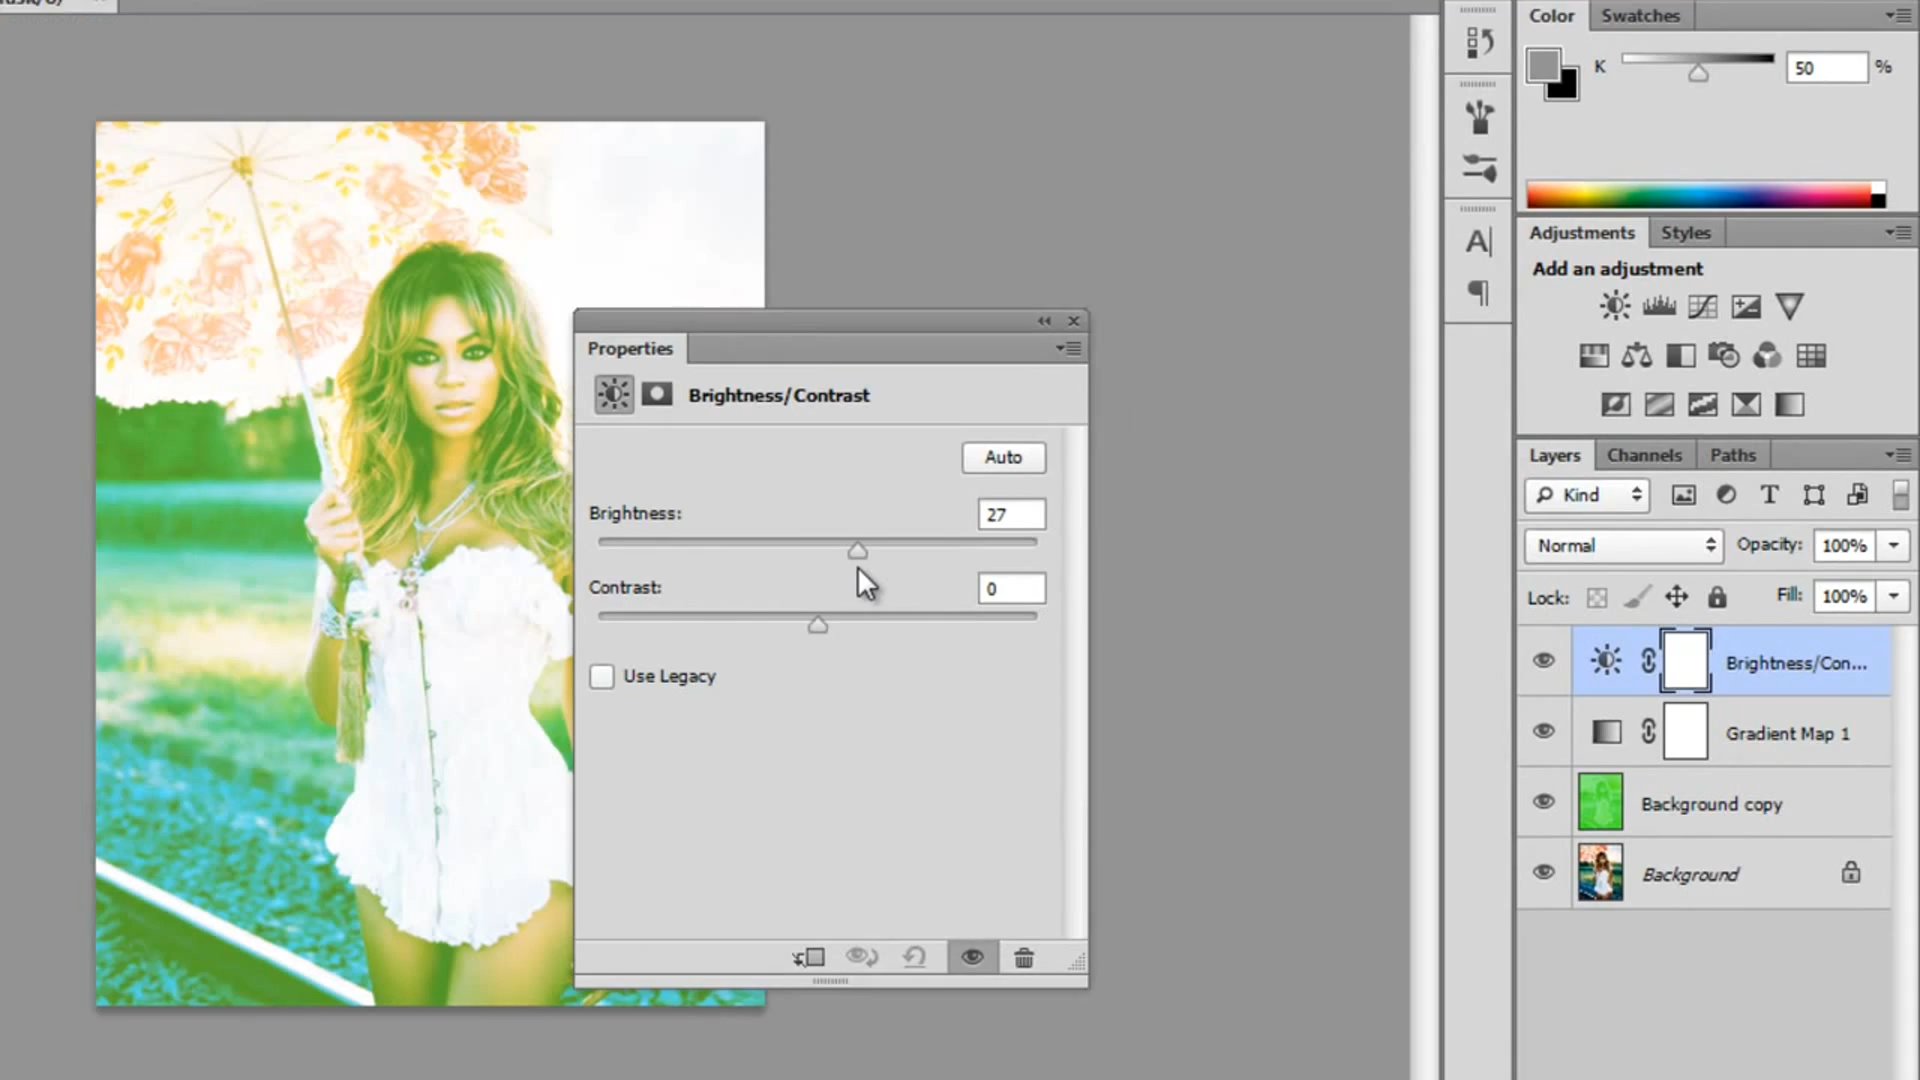 Color
Swatches
K
50
%
Adjustments
Styles
Add an adjustment
Properties
Brightness/Contrast
Auto
Brightness:
27
Contrast:
0
Use Legacy
Layers
Channels
Paths
Kind
Normal
Opacity:
100%
Lock:
Fill:
100%
Brightness/Con...
Gradient Map 1
Background copy
Background